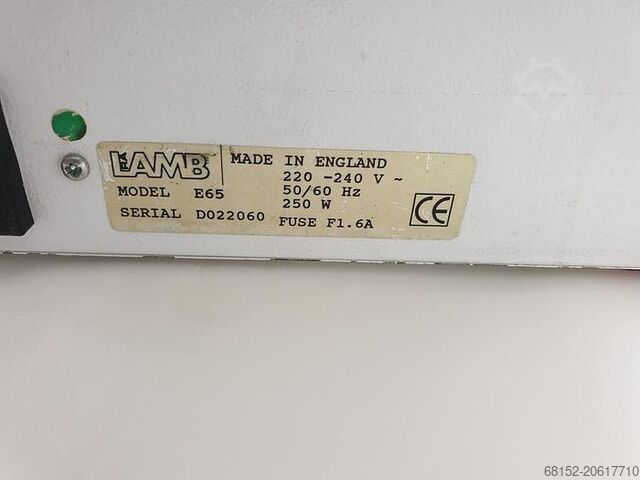 FA LAMB
MADE IN ENGLAND
220 -240 V ~
MODEL E65 50/60 Hz
250 W
SERIAL D022060 FUSE F1.6A
CE
68152-20617710